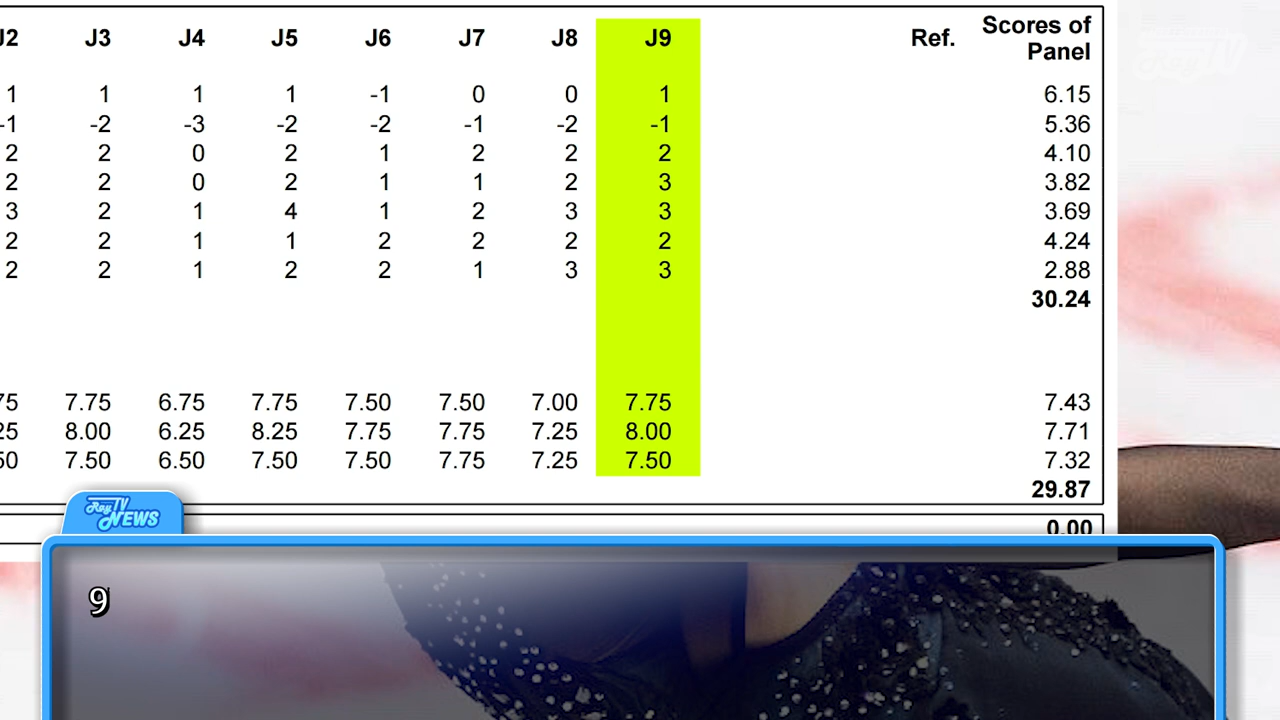 J2 J3 J4 J5 J6 J7 J8 J9 Ref. Scores of Panel
1 1 1 1 -1 0 0 1 6.15
-1 -2 -3 -2 -2 -1 -2 -1 5.36
2 2 0 2 1 2 2 2 4.10
2 2 0 2 1 1 2 3 3.82
3 2 1 4 1 2 3 3 3.69
2 2 1 1 2 2 2 2 4.24
2 2 1 2 2 1 3 3 2.88
30.24
75 7.75 6.75 7.75 7.50 7.50 7.00 7.75 7.43
25 8.00 6.25 8.25 7.75 7.75 7.25 8.00 7.71
50 7.50 6.50 7.50 7.50 7.75 7.25 7.50 7.32
29.87
0.00
RoyTV
RoyTV NEWS
9